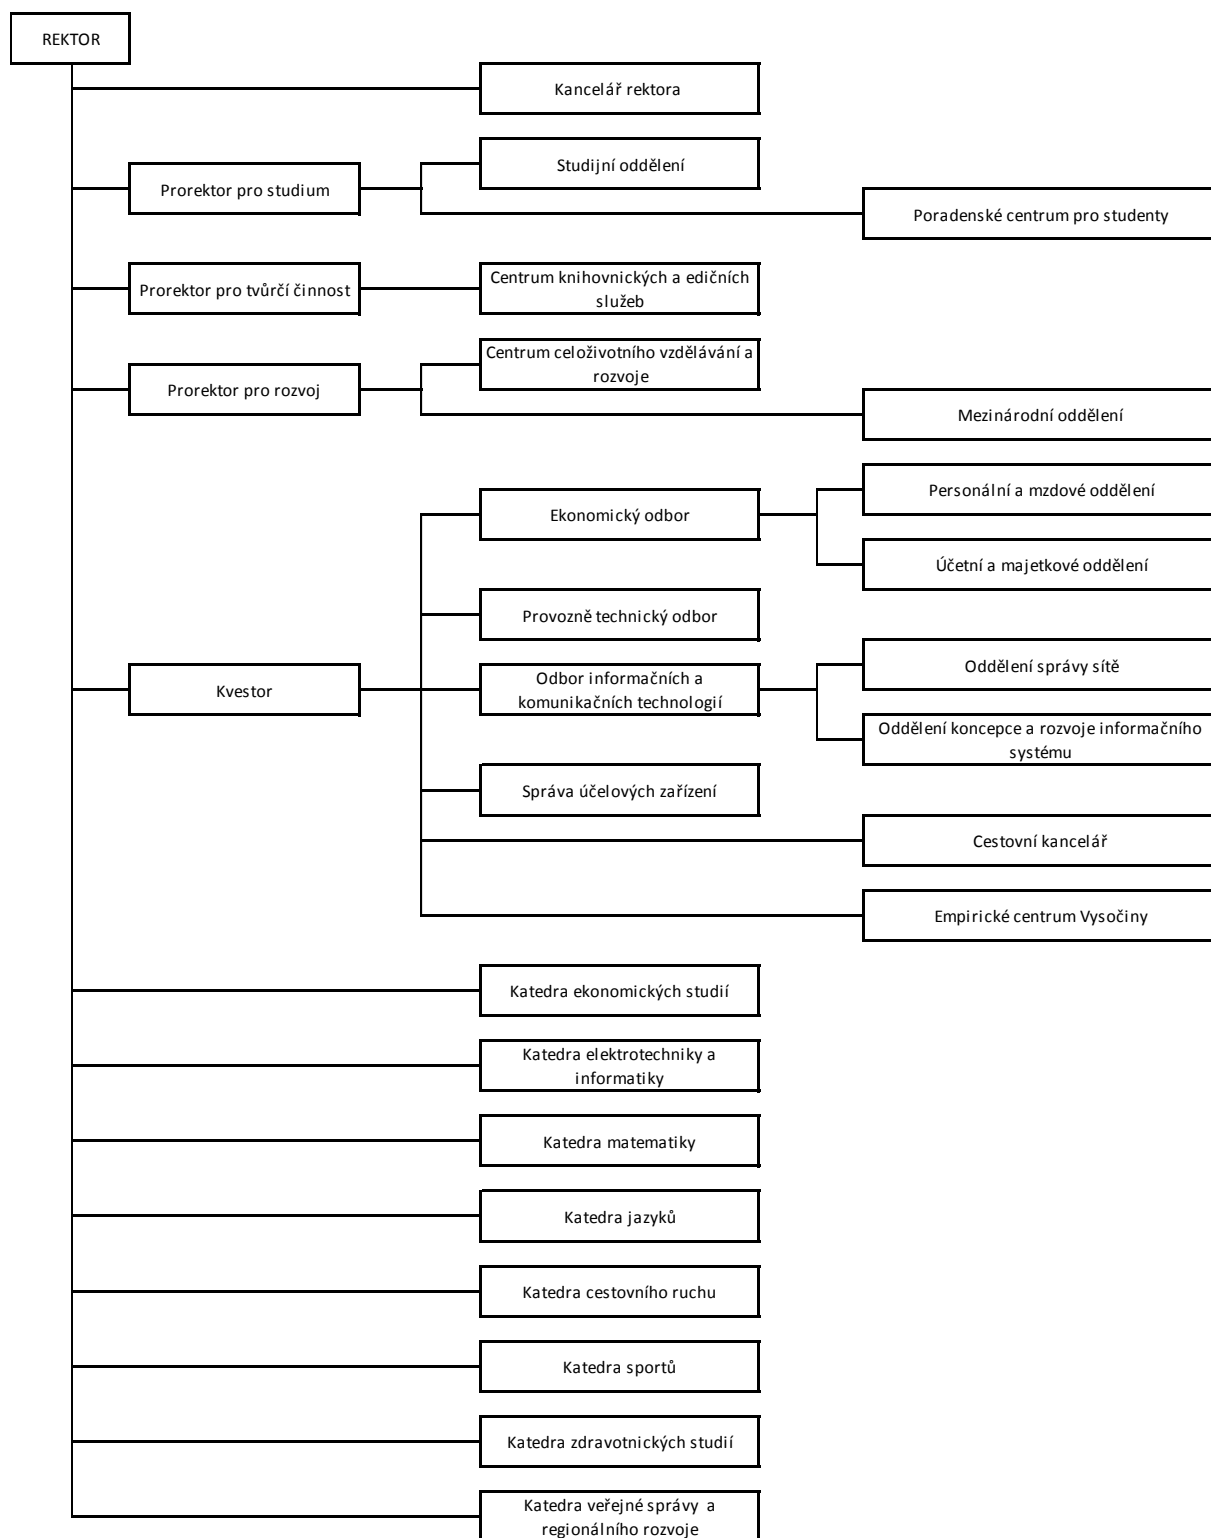 REKTOR
Kancelář rektora
Studijní oddělení
Prorektor pro studium
Poradenské centrum pro studenty
Prorektor pro tvůrčí činnost
Centrum knihovnických a edičních
služeb
Centrum celoživotního vzdělávání a
rozvoje
Prorektor pro rozvoj
Mezinárodní oddělení
Personální a mzdové oddělení
Ekonomický odbor
Účetní a majetkové oddělení
Provozně technický odbor
Oddělení správy sítě
Kvestor
Odbor informačních a
komunikačních technologií
Oddělení koncepce a rozvoje informačního
systému
Správa účelových zařízení
Cestovní kancelář
Empirické centrum Vysočiny
Katedra ekonomických studií
Katedra elektrotechniky a
informatiky
Katedra matematiky
Katedra jazyků
Katedra cestovního ruchu
Katedra sportů
Katedra zdravotnických studií
Katedra veřejné správy a
regionálního rozvoje